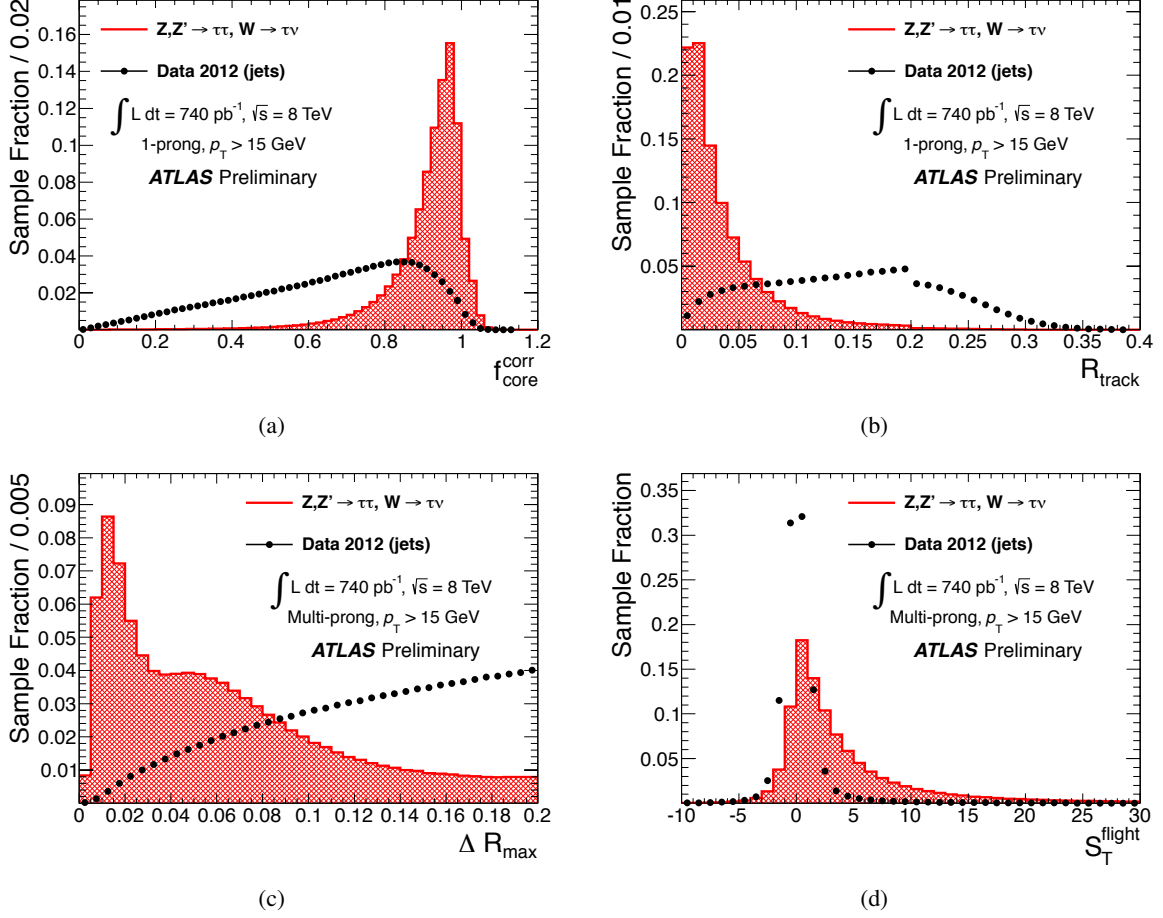 Sample Fraction / 0.02
0.16
0.14
0.12
0.1
0.08
0.06
0.04
0.02
Z,Z' → ττ, W → τν
Data 2012 (jets)
∫ L dt = 740 pb⁻¹, √s = 8 TeV
1-prong, p_T > 15 GeV
ATLAS Preliminary
0 0.2 0.4 0.6 0.8 1 1.2
f_core^corr
(a)
Sample Fraction / 0.01
0.25
0.2
0.15
0.1
0.05
Z,Z' → ττ, W → τν
Data 2012 (jets)
∫ L dt = 740 pb⁻¹, √s = 8 TeV
1-prong, p_T > 15 GeV
ATLAS Preliminary
0 0.05 0.1 0.15 0.2 0.25 0.3 0.35 0.4
R_track
(b)
Sample Fraction / 0.005
0.09
0.08
0.07
0.06
0.05
0.04
0.03
0.02
0.01
Z,Z' → ττ, W → τν
Data 2012 (jets)
∫ L dt = 740 pb⁻¹, √s = 8 TeV
Multi-prong, p_T > 15 GeV
ATLAS Preliminary
0 0.02 0.04 0.06 0.08 0.1 0.12 0.14 0.16 0.18 0.2
Δ R_max
(c)
Sample Fraction
0.35
0.3
0.25
0.2
0.15
0.1
0.05
Z,Z' → ττ, W → τν
Data 2012 (jets)
∫ L dt = 740 pb⁻¹, √s = 8 TeV
Multi-prong, p_T > 15 GeV
ATLAS Preliminary
-10 -5 0 5 10 15 20 25 30
S_T^flight
(d)